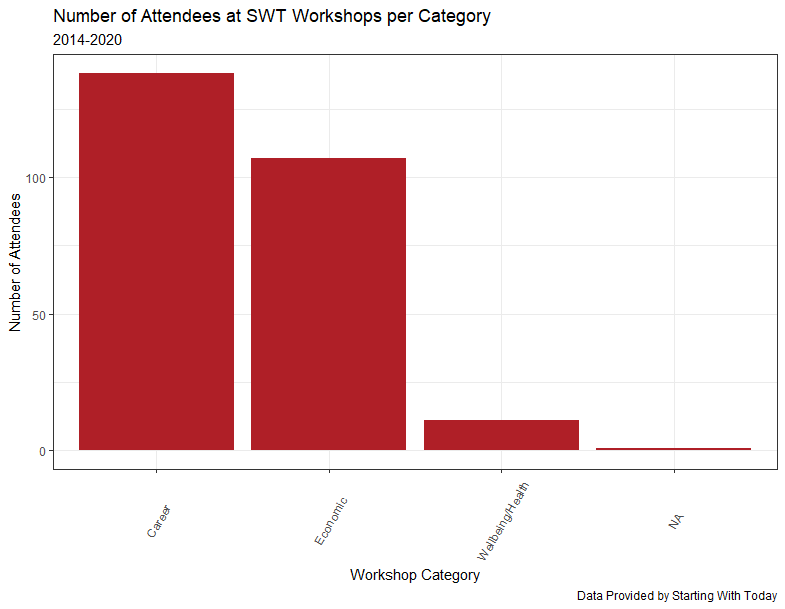 Number of Attendees at SWT Workshops per Category
2014-2020
Number of Attendees
100
50
0
Career
Economic
Wellbeing/Health
NA
Workshop Category
Data Provided by Starting With Today